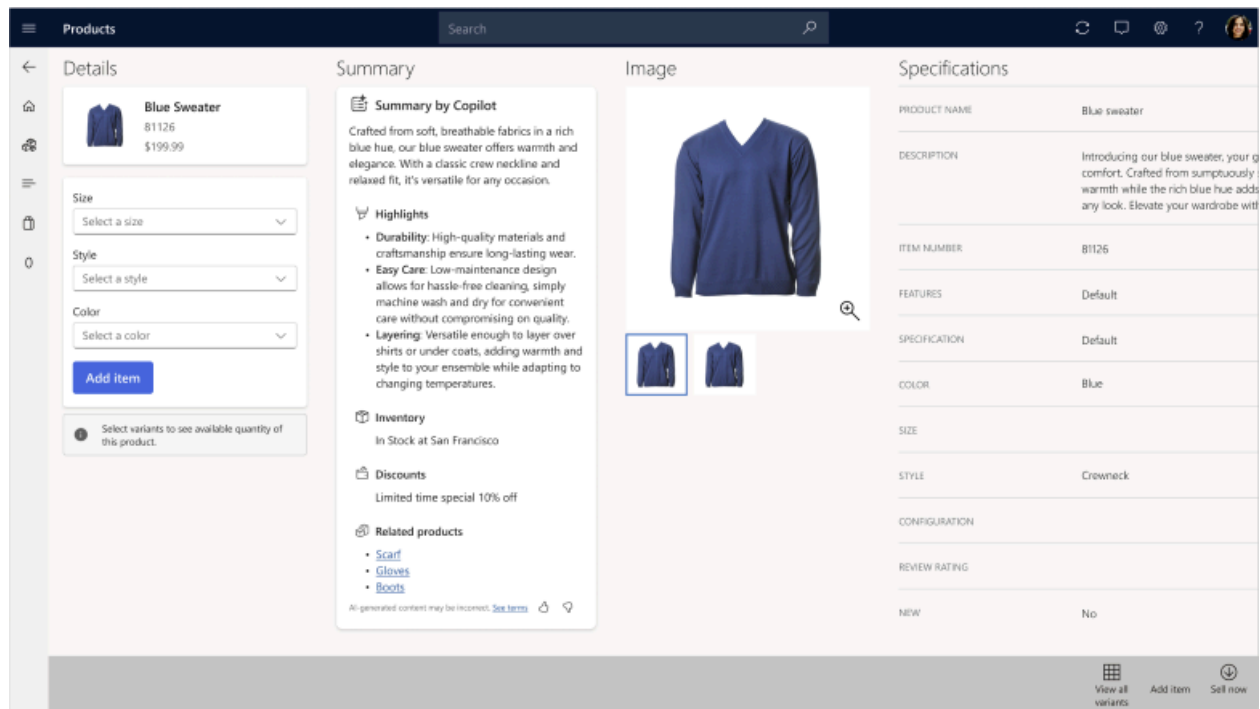 Products
Search
?
Details
Blue Sweater
81126
$199.99
Size
Select a size
Style
Select a style
Color
Select a color
Add item
Select variants to see available quantity of
this product.
Summary
Summary by Copilot
Crafted from soft, breathable fabrics in a rich
blue hue, our blue sweater offers warmth and
elegance. With a classic crew neckline and
relaxed fit, it's versatile for any occasion.
Highlights
• Durability: High-quality materials and
craftsmanship ensure long-lasting wear.
• Easy Care: Low-maintenance design
allows for hassle-free cleaning, simply
machine wash and dry for convenient
care without compromising on quality.
• Layering: Versatile enough to layer over
shirts or under coats, adding warmth and
style to your ensemble while adapting to
changing temperatures.
Inventory
In Stock at San Francisco
Discounts
Limited time special 10% off
Related products
• Scarf
• Gloves
• Boots
AI-generated content may be incorrect. See terms
Image
Specifications
PRODUCT NAME Blue sweater
DESCRIPTION Introducing our blue sweater, your g
comfort. Crafted from sumptuously
warmth while the rich blue hue adds
any look. Elevate your wardrobe with
ITEM NUMBER 81126
FEATURES Default
SPECIFICATION Default
COLOR Blue
SIZE
STYLE Crewneck
CONFIGURATION
REVIEW RATING
NEW No
View all
variants
Add item
Sell now